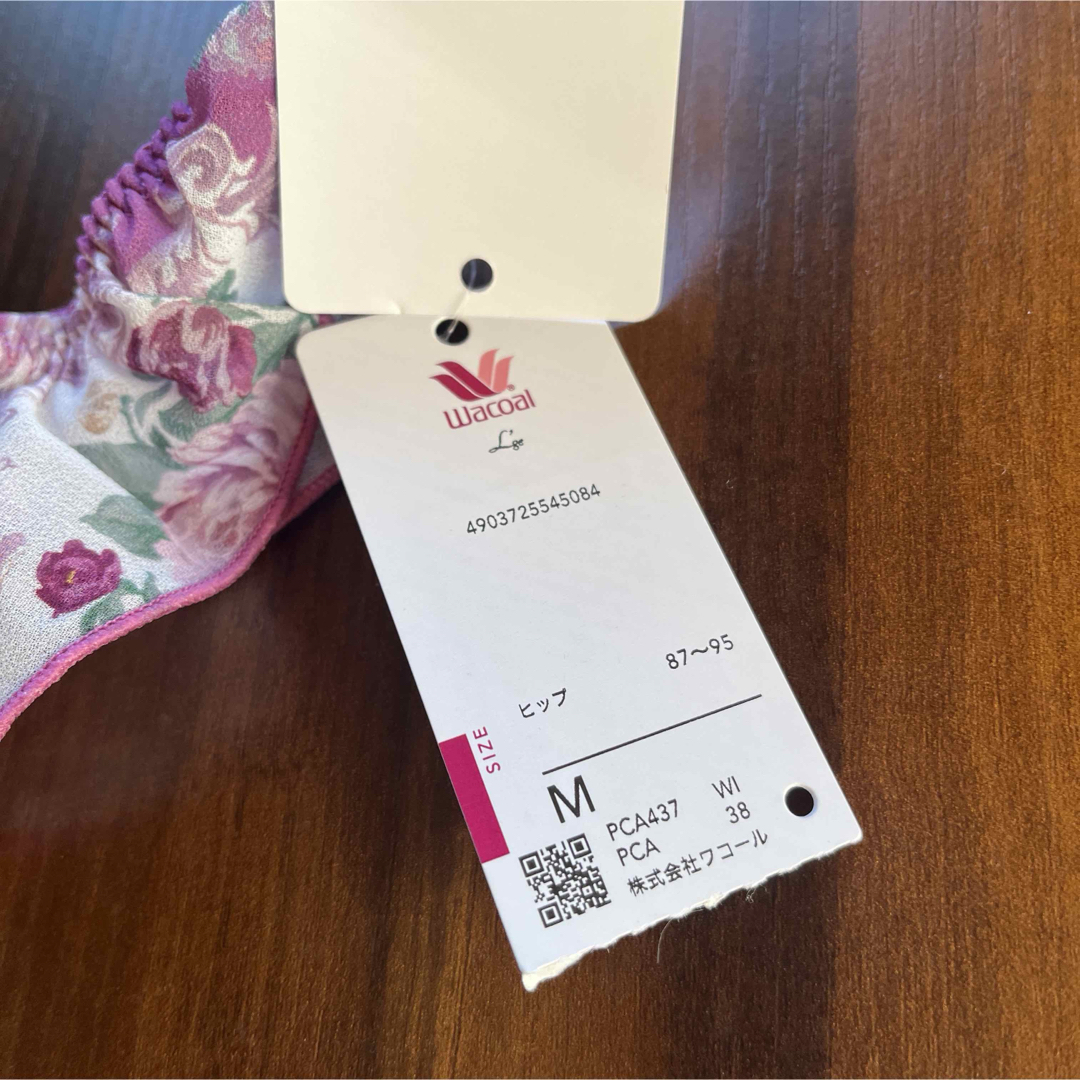 Wacoal®
L'ge
4903725545084
ヒップ 87～95
SIZE
M
PCA437 WI
PCA 38
株式会社ワコール